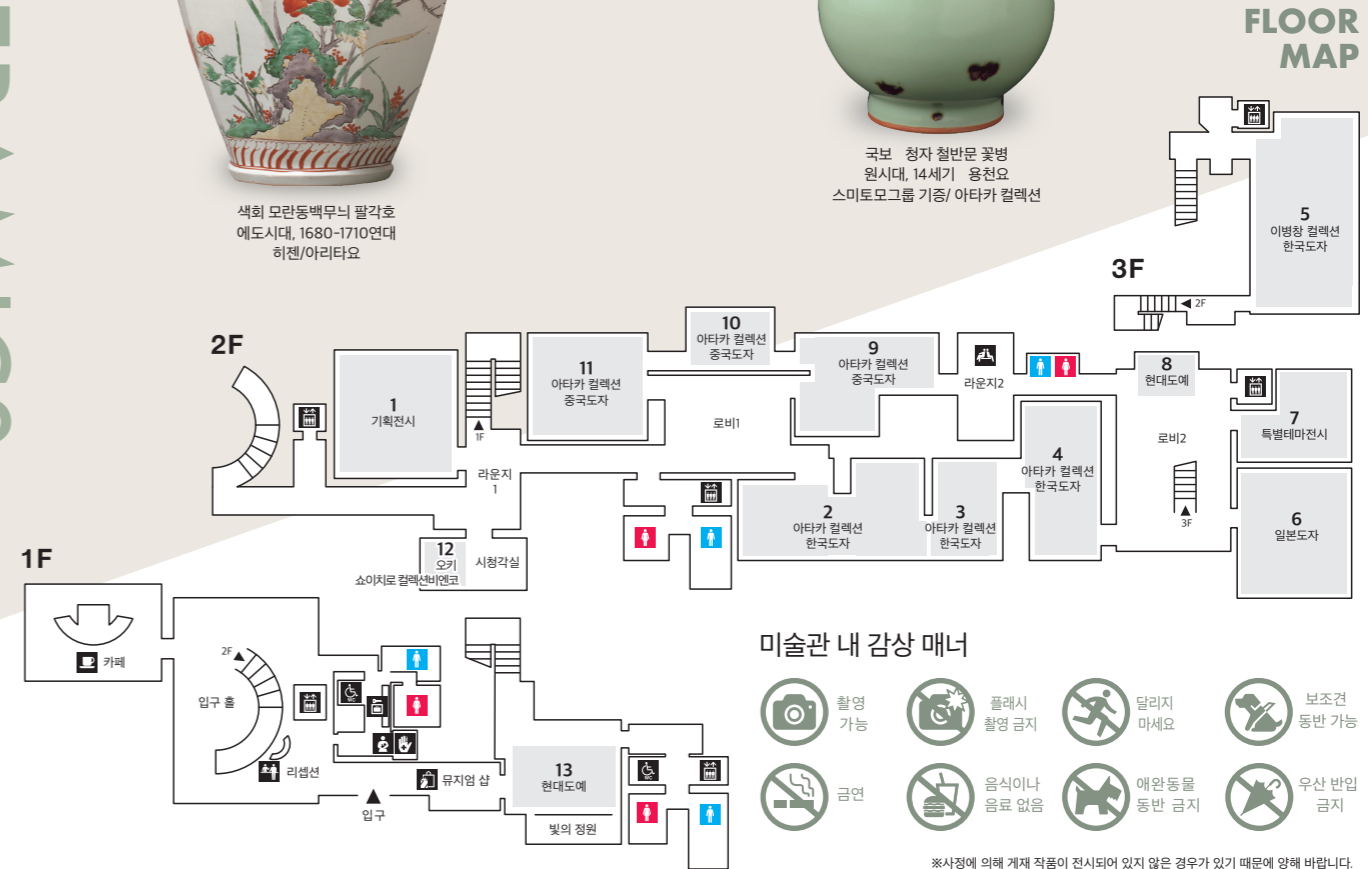 FLOOR
MAP
색회 모란동백무늬 팔각호
에도시대, 1680-1710연대
히젠/아리타요
국보 청자 철반문 꽃병
원시대, 14세기 용천요
스미토모그룹 기증/ 아타카 컬렉션
3F
5
이병창 컬렉션
한국도자
2F
2F
1
기획전시
1F
11
아타카 컬렉션
중국도자
10
아타카 컬렉션
중국도자
9
아타카 컬렉션
중국도자
라운지2
8
현대도예
7
특별테마전시
로비1
로비2
라운지
1
4
아타카 컬렉션
한국도자
2
아타카 컬렉션
한국도자
3
아타카 컬렉션
한국도자
3F
6
일본도자
12
오키
쇼이치로 컬렉션비엔코
시청각실
1F
카페
2F
입구 홀
WC
리셉션
뮤지엄 샵
입구
13
현대도예
빛의 정원
WC
미술관 내 감상 매너
촬영
가능
플래시
촬영 금지
달리지
마세요
보조견
동반 가능
금연
음식이나
음료 없음
애완동물
동반 금지
우산 반입
금지
※사정에 의해 게재 작품이 전시되어 있지 않은 경우가 있기 때문에 양해 바랍니다.